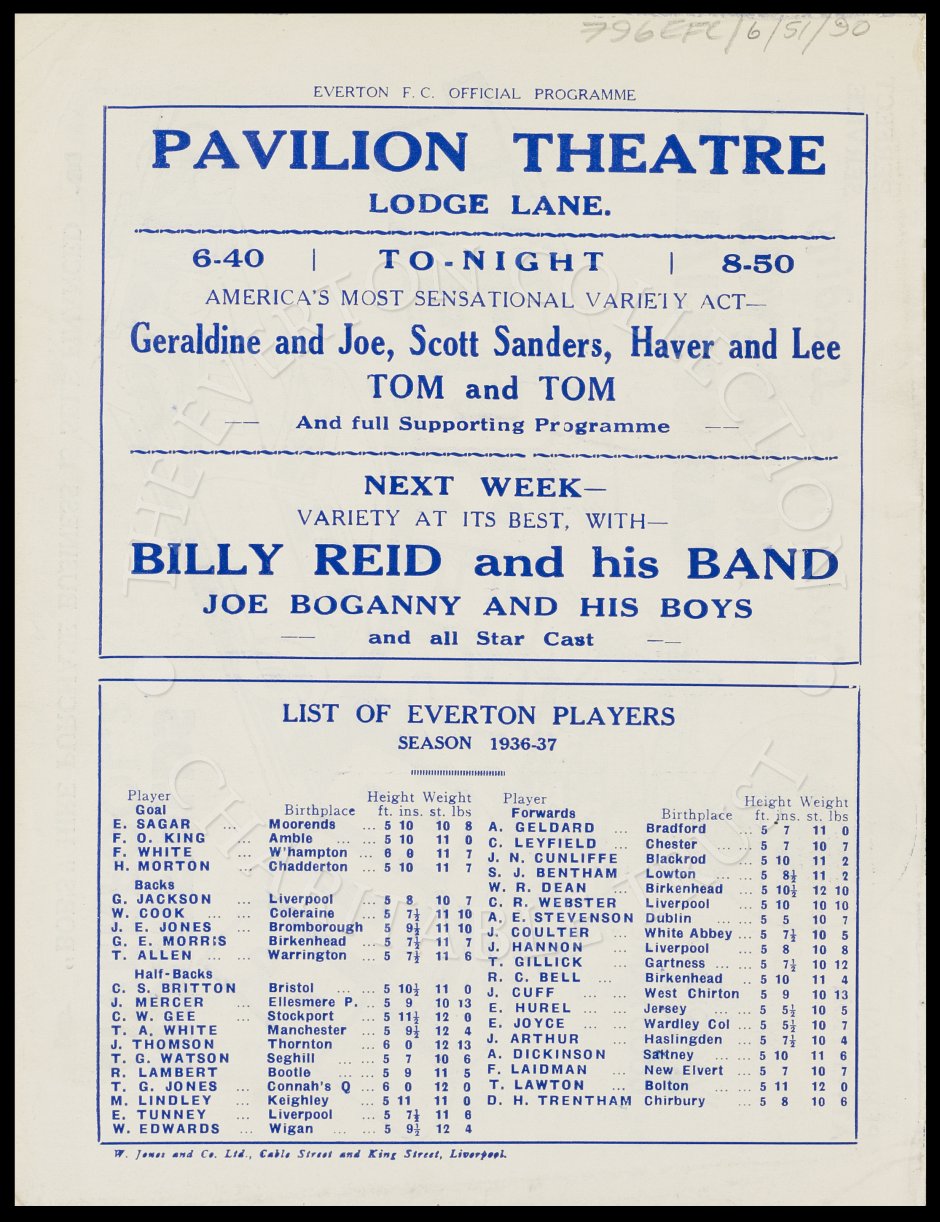 796EFC/6/51/90
EVERTON F. C. OFFICIAL PROGRAMME
PAVILION THEATRE
LODGE LANE.
6-40 | TO-NIGHT | 8-50
AMERICA'S MOST SENSATIONAL VARIETY ACT—
Geraldine and Joe, Scott Sanders, Haver and Lee
TOM and TOM
—— And full Supporting Programme ——
NEXT WEEK—
VARIETY AT ITS BEST, WITH—
BILLY REID and his BAND
JOE BOGANNY AND HIS BOYS
—— and all Star Cast ——
THE EVERTON COLLECTION
CHARITABLE TRUST
LIST OF EVERTON PLAYERS
SEASON 1936-37
Player Birthplace Height Weight
Goal ft. ins. st. lbs
E. SAGAR ... Moorends ... 5 10 10 8
F. O. KING ... Amble ... ... 5 10 11 0
F. WHITE ... W'hampton ... 6 0 11 7
H. MORTON ... Chadderton ... 5 10 11 7
Backs
G. JACKSON ... Liverpool ... 5 8 10 7
W. COOK ... ... Coleraine ... 5 7½ 11 10
J. E. JONES ... Bromborough 5 9½ 11 10
G. E. MORRIS Birkenhead ... 5 7½ 11 7
T. ALLEN ... ... Warrington ... 5 7½ 11 6
Half-Backs
C. S. BRITTON Bristol ... ... 5 10½ 11 0
J. MERCER ... Ellesmere P. ... 5 9 10 13
C. W. GEE ... Stockport ... 5 11½ 12 0
T. A. WHITE ... Manchester ... 5 9½ 12 4
J. THOMSON ... Thornton ... 6 0 12 13
T. G. WATSON Seghill ... ... 5 7 10 6
R. LAMBERT ... Bootle ... ... 5 9 11 5
T. G. JONES ... Connah's Q ... 6 0 12 0
M. LINDLEY ... Keighley ... 5 11 11 0
E. TUNNEY ... Liverpool ... 5 7½ 11 6
W. EDWARDS ... Wigan ... ... 5 9½ 12 4
Player Birthplace Height Weight
Forwards ft. ins. st. lbs
A. GELDARD ... Bradford ... 5 7 11 0
C. LEYFIELD ... Chester ... 5 7 10 7
J. N. CUNLIFFE Blackrod ... 5 10 11 2
S. J. BENTHAM Lowton ... 5 8½ 11 2
W. R. DEAN ... Birkenhead ... 5 10½ 12 10
C. R. WEBSTER Liverpool ... 5 10 10 10
A. E. STEVENSON Dublin ... 5 5 10 7
J. COULTER ... White Abbey ... 5 7½ 10 5
J. HANNON ... Liverpool ... 5 8 10 8
T. GILLICK ... Gartness ... 5 7½ 10 12
R. C. BELL ... Birkenhead .. 5 10 11 4
J. CUFF ... ... West Chirton 5 9 10 13
E. HUREL ... ... Jersey ... ... 5 5½ 10 5
E. JOYCE ... ... Wardley Col ... 5 5½ 10 7
J. ARTHUR ... Haslingden ... 5 7½ 10 4
A. DICKINSON Saltney ... 5 10 11 6
F. LAIDMAN ... New Elvert ... 5 7 10 7
T. LAWTON ... Bolton ... 5 11 12 0
D. H. TRENTHAM Chirbury ... 5 8 10 6
W. Jones and Co. Ltd., Cable Street and King Street, Liverpool.